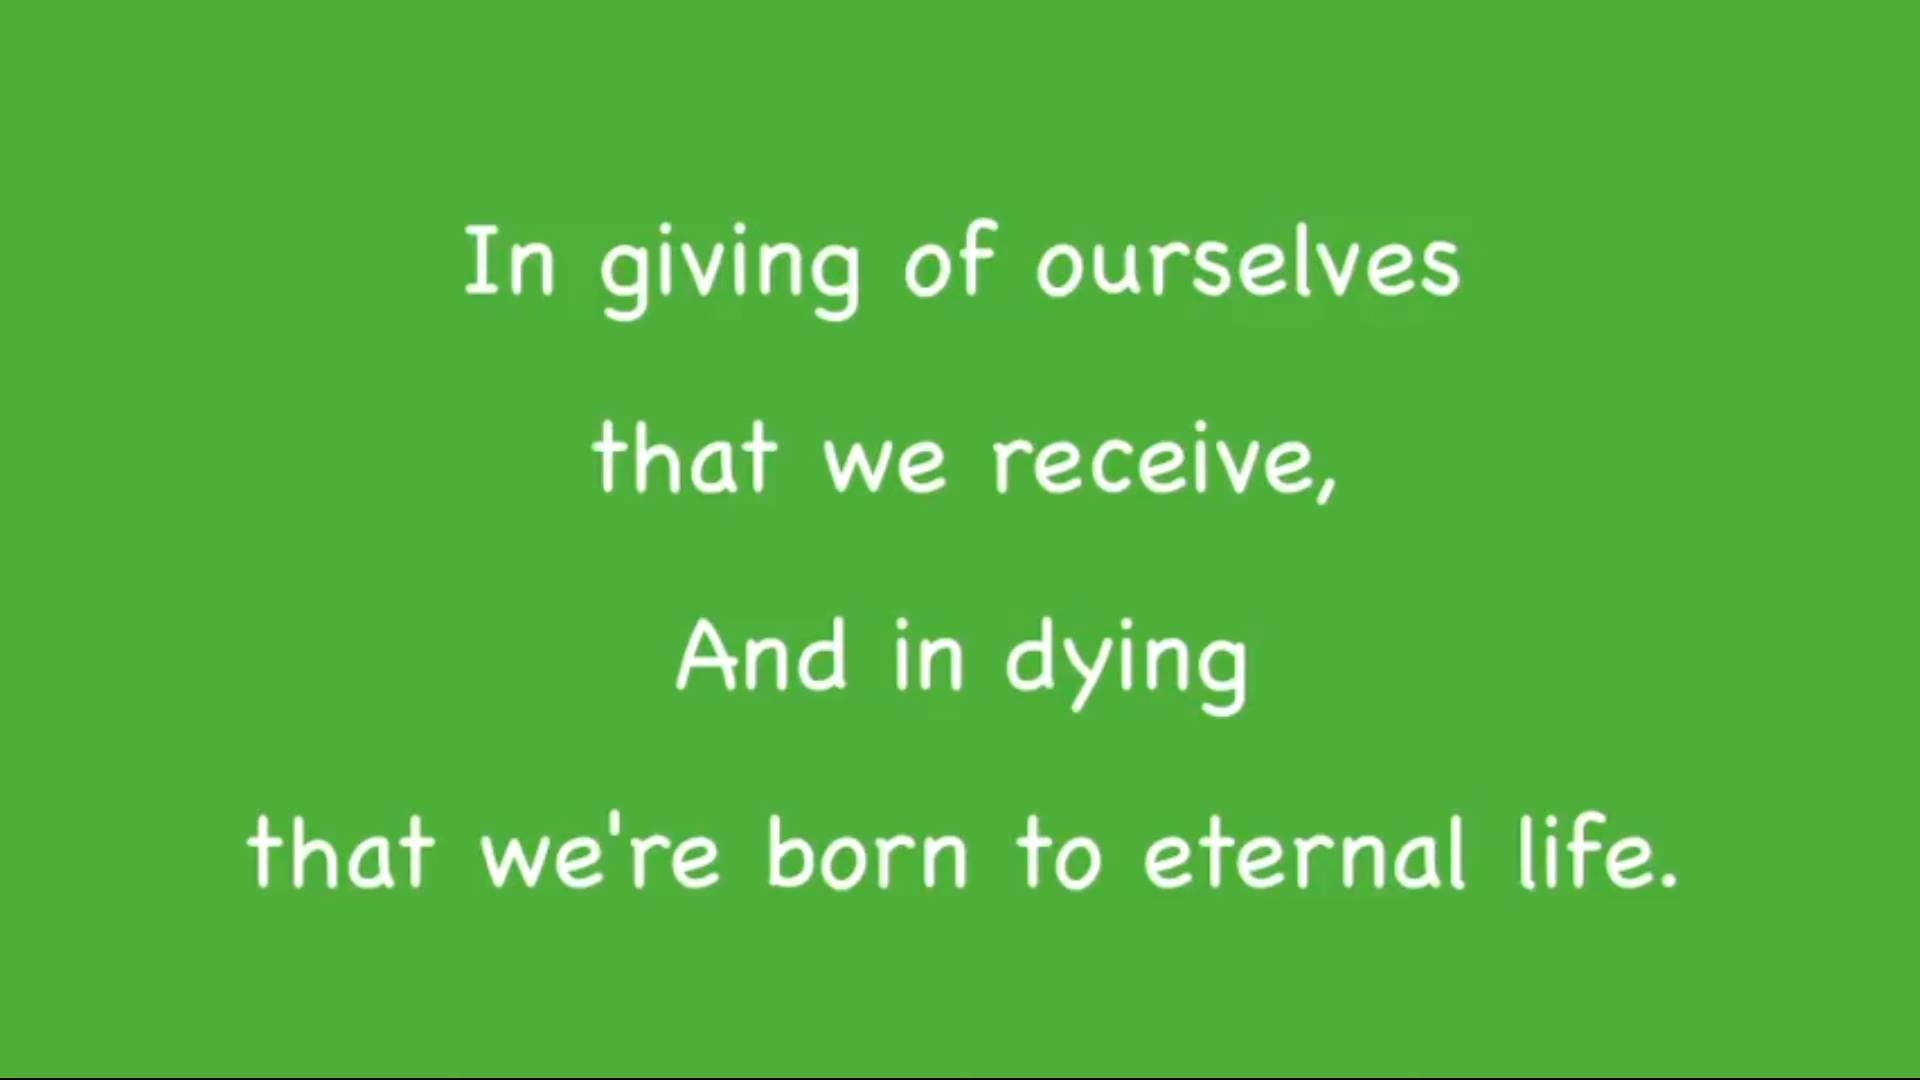 In giving of ourselves
that we receive,
And in dying
that we're born to eternal life.